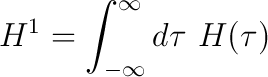 H^1 = \int_{-\infty}^{\infty} d\tau \ H(\tau)